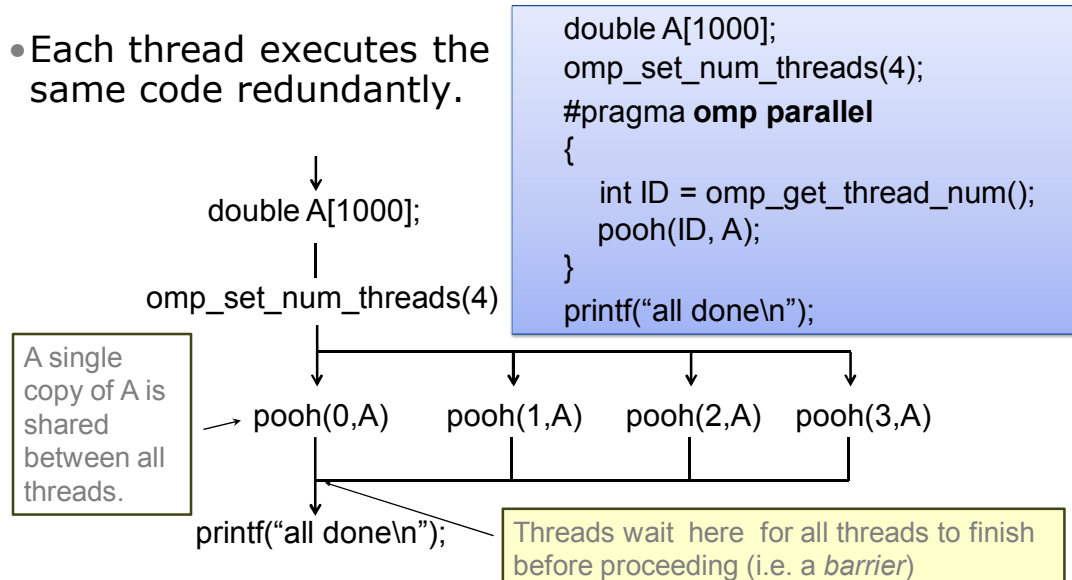 •Each thread executes the
same code redundantly.
double A[1000];
omp_set_num_threads(4);
#pragma omp parallel
{
int ID = omp_get_thread_num();
pooh(ID, A);
}
printf(“all done\n”);
double A[1000];
omp_set_num_threads(4)
A single
copy of A is
shared
between all
threads.
pooh(0,A) pooh(1,A) pooh(2,A) pooh(3,A)
printf(“all done\n”);
Threads wait here for all threads to finish
before proceeding (i.e. a barrier)